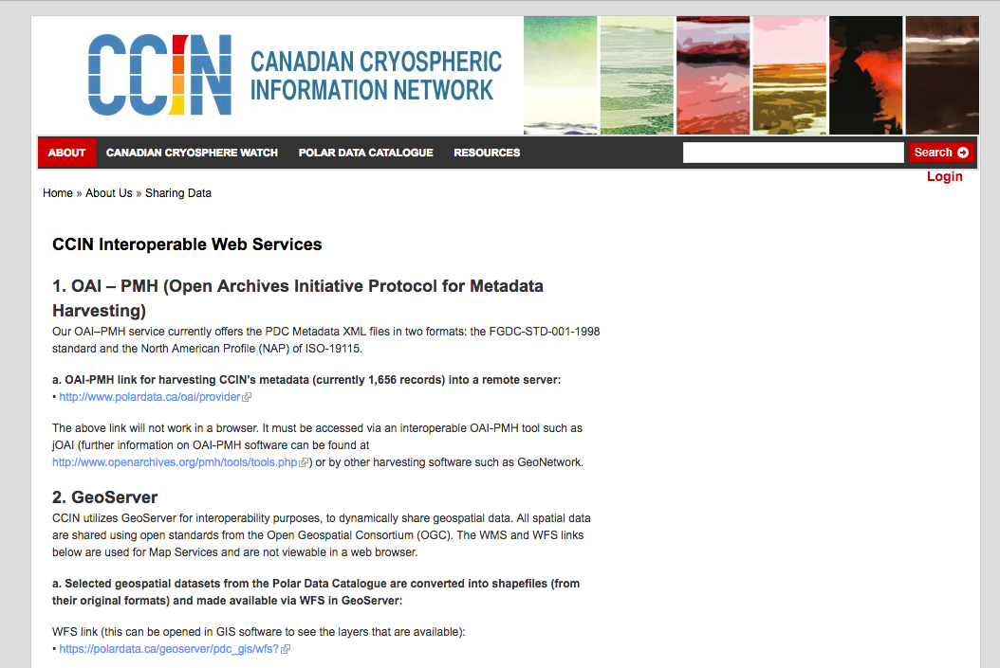 CCIN CANADIAN CRYOSPHERIC
INFORMATION NETWORK
ABOUT CANADIAN CRYOSPHERE WATCH POLAR DATA CATALOGUE RESOURCES Search
Login
Home » About Us » Sharing Data
CCIN Interoperable Web Services
1. OAI – PMH (Open Archives Initiative Protocol for Metadata
Harvesting)
Our OAI–PMH service currently offers the PDC Metadata XML files in two formats: the FGDC-STD-001-1998
standard and the North American Profile (NAP) of ISO-19115.
a. OAI-PMH link for harvesting CCIN's metadata (currently 1,656 records) into a remote server:
• http://www.polardata.ca/oai/provider
The above link will not work in a browser. It must be accessed via an interoperable OAI-PMH tool such as
jOAI (further information on OAI-PMH software can be found at
http://www.openarchives.org/pmh/tools/tools.php) or by other harvesting software such as GeoNetwork.
2. GeoServer
CCIN utilizes GeoServer for interoperability purposes, to dynamically share geospatial data. All spatial data
are shared using open standards from the Open Geospatial Consortium (OGC). The WMS and WFS links
below are used for Map Services and are not viewable in a web browser.
a. Selected geospatial datasets from the Polar Data Catalogue are converted into shapefiles (from
their original formats) and made available via WFS in GeoServer:
WFS link (this can be opened in GIS software to see the layers that are available):
• https://polardata.ca/geoserver/pdc_gis/wfs?